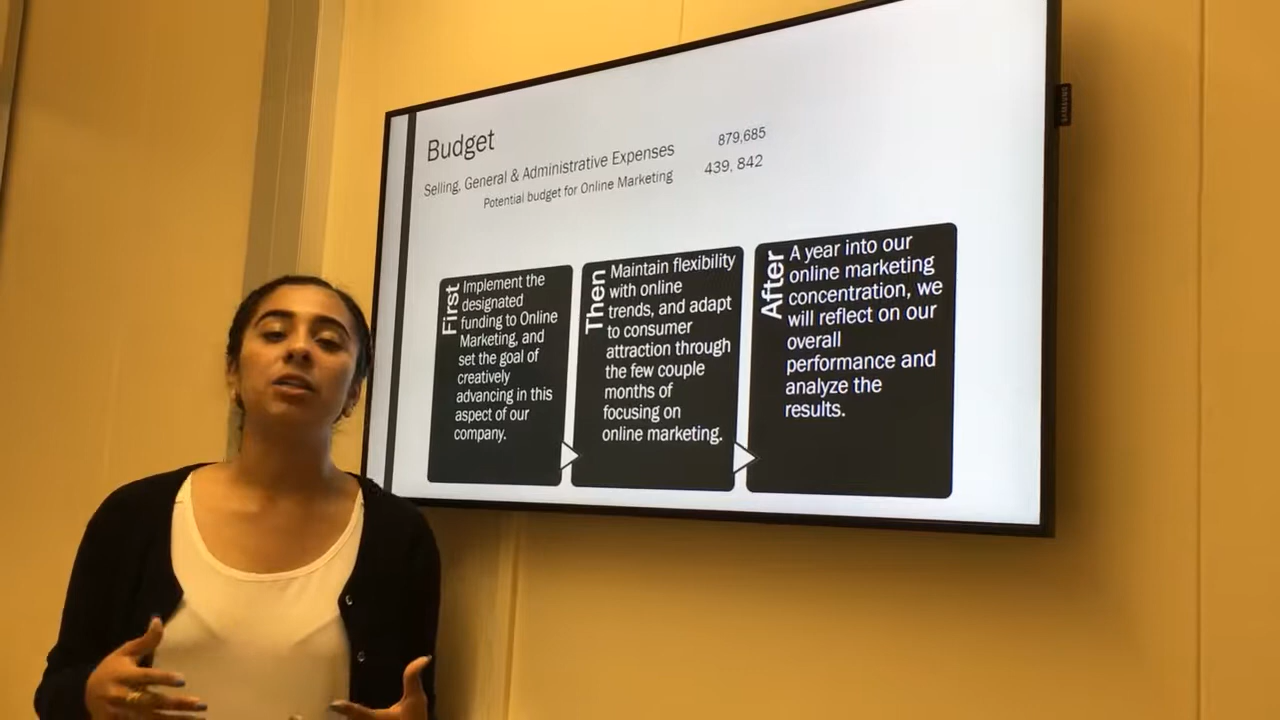 Budget
Selling, General & Administrative Expenses 879,685
Potential budget for Online Marketing 439, 842
First
Implement the
designated
funding to Online
Marketing, and
set the goal of
creatively
advancing in this
aspect of our
company.
Then
Maintain flexibility
with online
trends, and adapt
to consumer
attraction through
the few couple
months of
focusing on
online marketing.
After
A year into our
online marketing
concentration, we
will reflect on our
overall
performance and
analyze the
results.
SAMSUNG